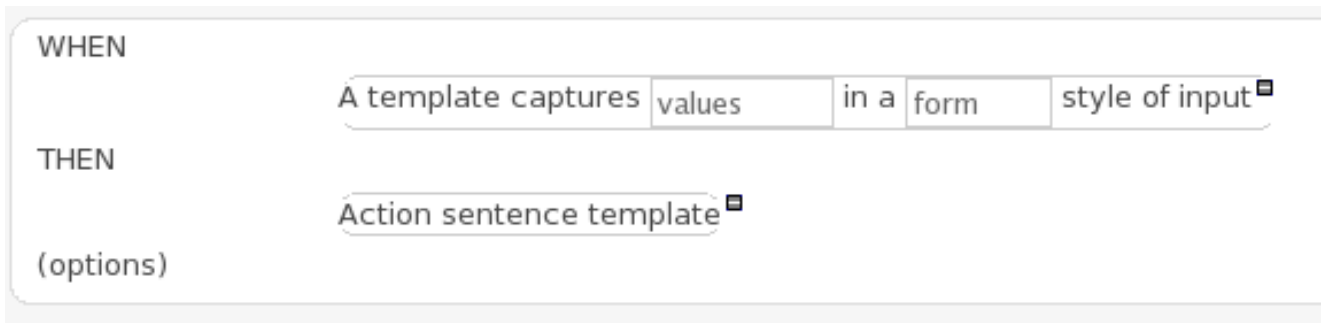 WHEN
A template captures values in a form style of input
THEN
Action sentence template
(options)